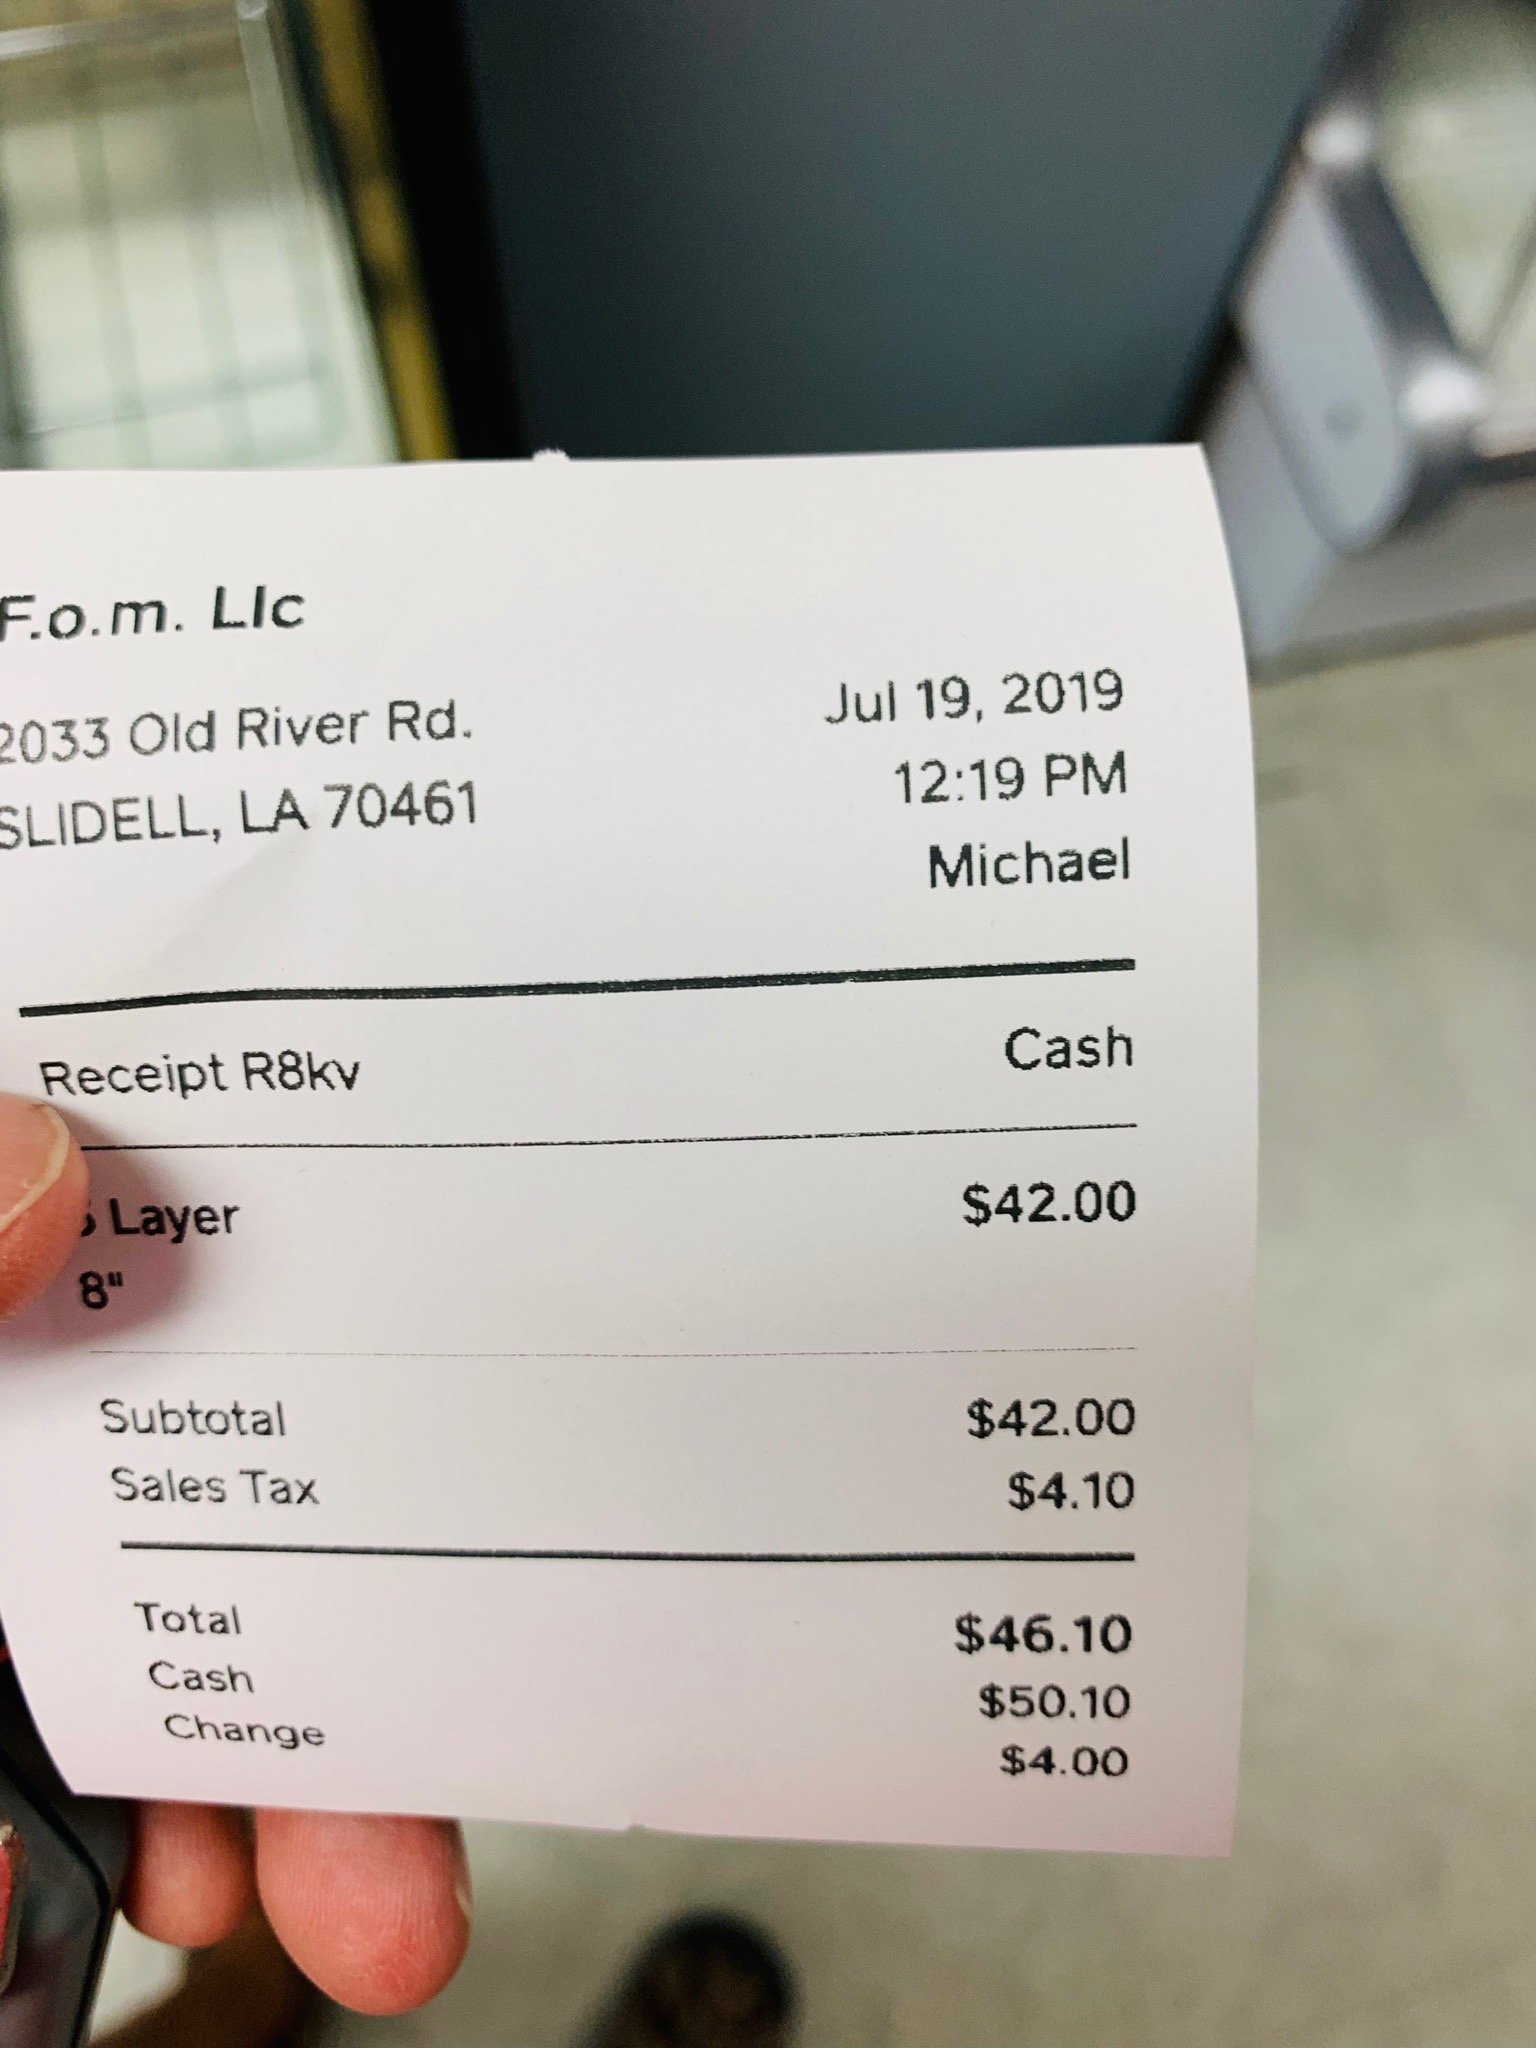 F.o.m. Llc
2033 Old River Rd.
SLIDELL, LA 70461
Jul 19, 2019
12:19 PM
Michael
Receipt R8kv Cash
Layer $42.00
8"
Subtotal $42.00
Sales Tax $4.10
Total $46.10
Cash $50.10
Change $4.00